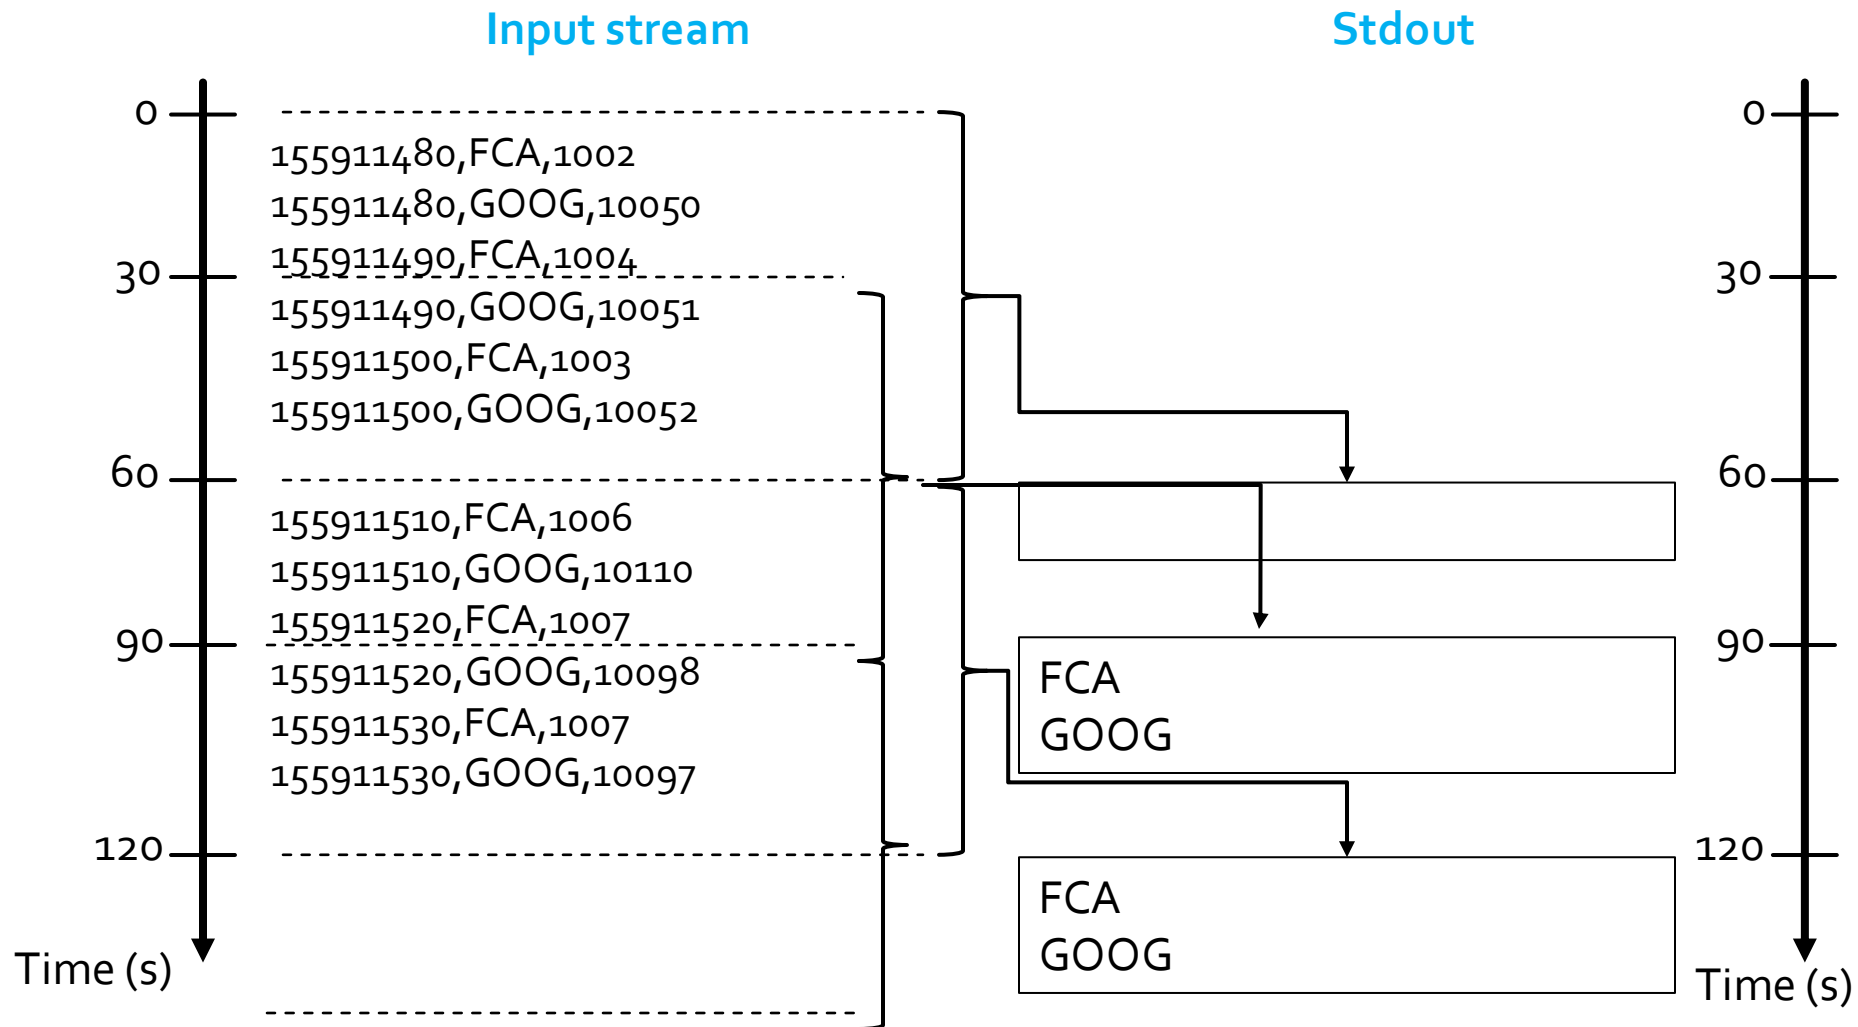 Input stream
Stdout
0
155911480,FCA,1002
155911480,GOOG,10050
155911490,FCA,1004
30
155911490,GOOG,10051
155911500,FCA,1003
155911500,GOOG,10052
60
155911510,FCA,1006
155911510,GOOG,10110
155911520,FCA,1007
90
155911520,GOOG,10098
155911530,FCA,1007
155911530,GOOG,10097
120
Time (s)
FCA
GOOG
FCA
GOOG
0
30
60
90
120
Time (s)